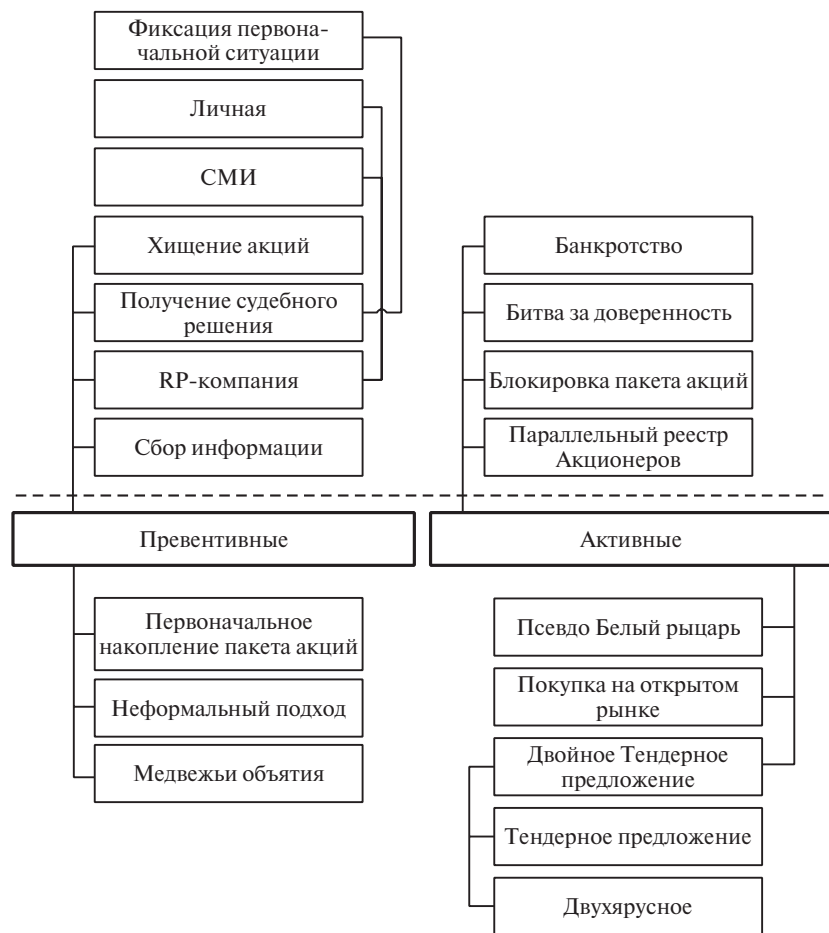 Фиксация первона-
чальной ситуации
Личная
СМИ
Хищение акций
Получение судебного
решения
RP-компания
Сбор информации
Банкротство
Битва за доверенность
Блокировка пакета акций
Параллельный реестр
Акционеров
Превентивные
Активные
Первоначальное
накопление пакета акций
Неформальный подход
Медвежьи объятия
Псевдо Белый рыцарь
Покупка на открытом
рынке
Двойное Тендерное
предложение
Тендерное предложение
Двухярусное